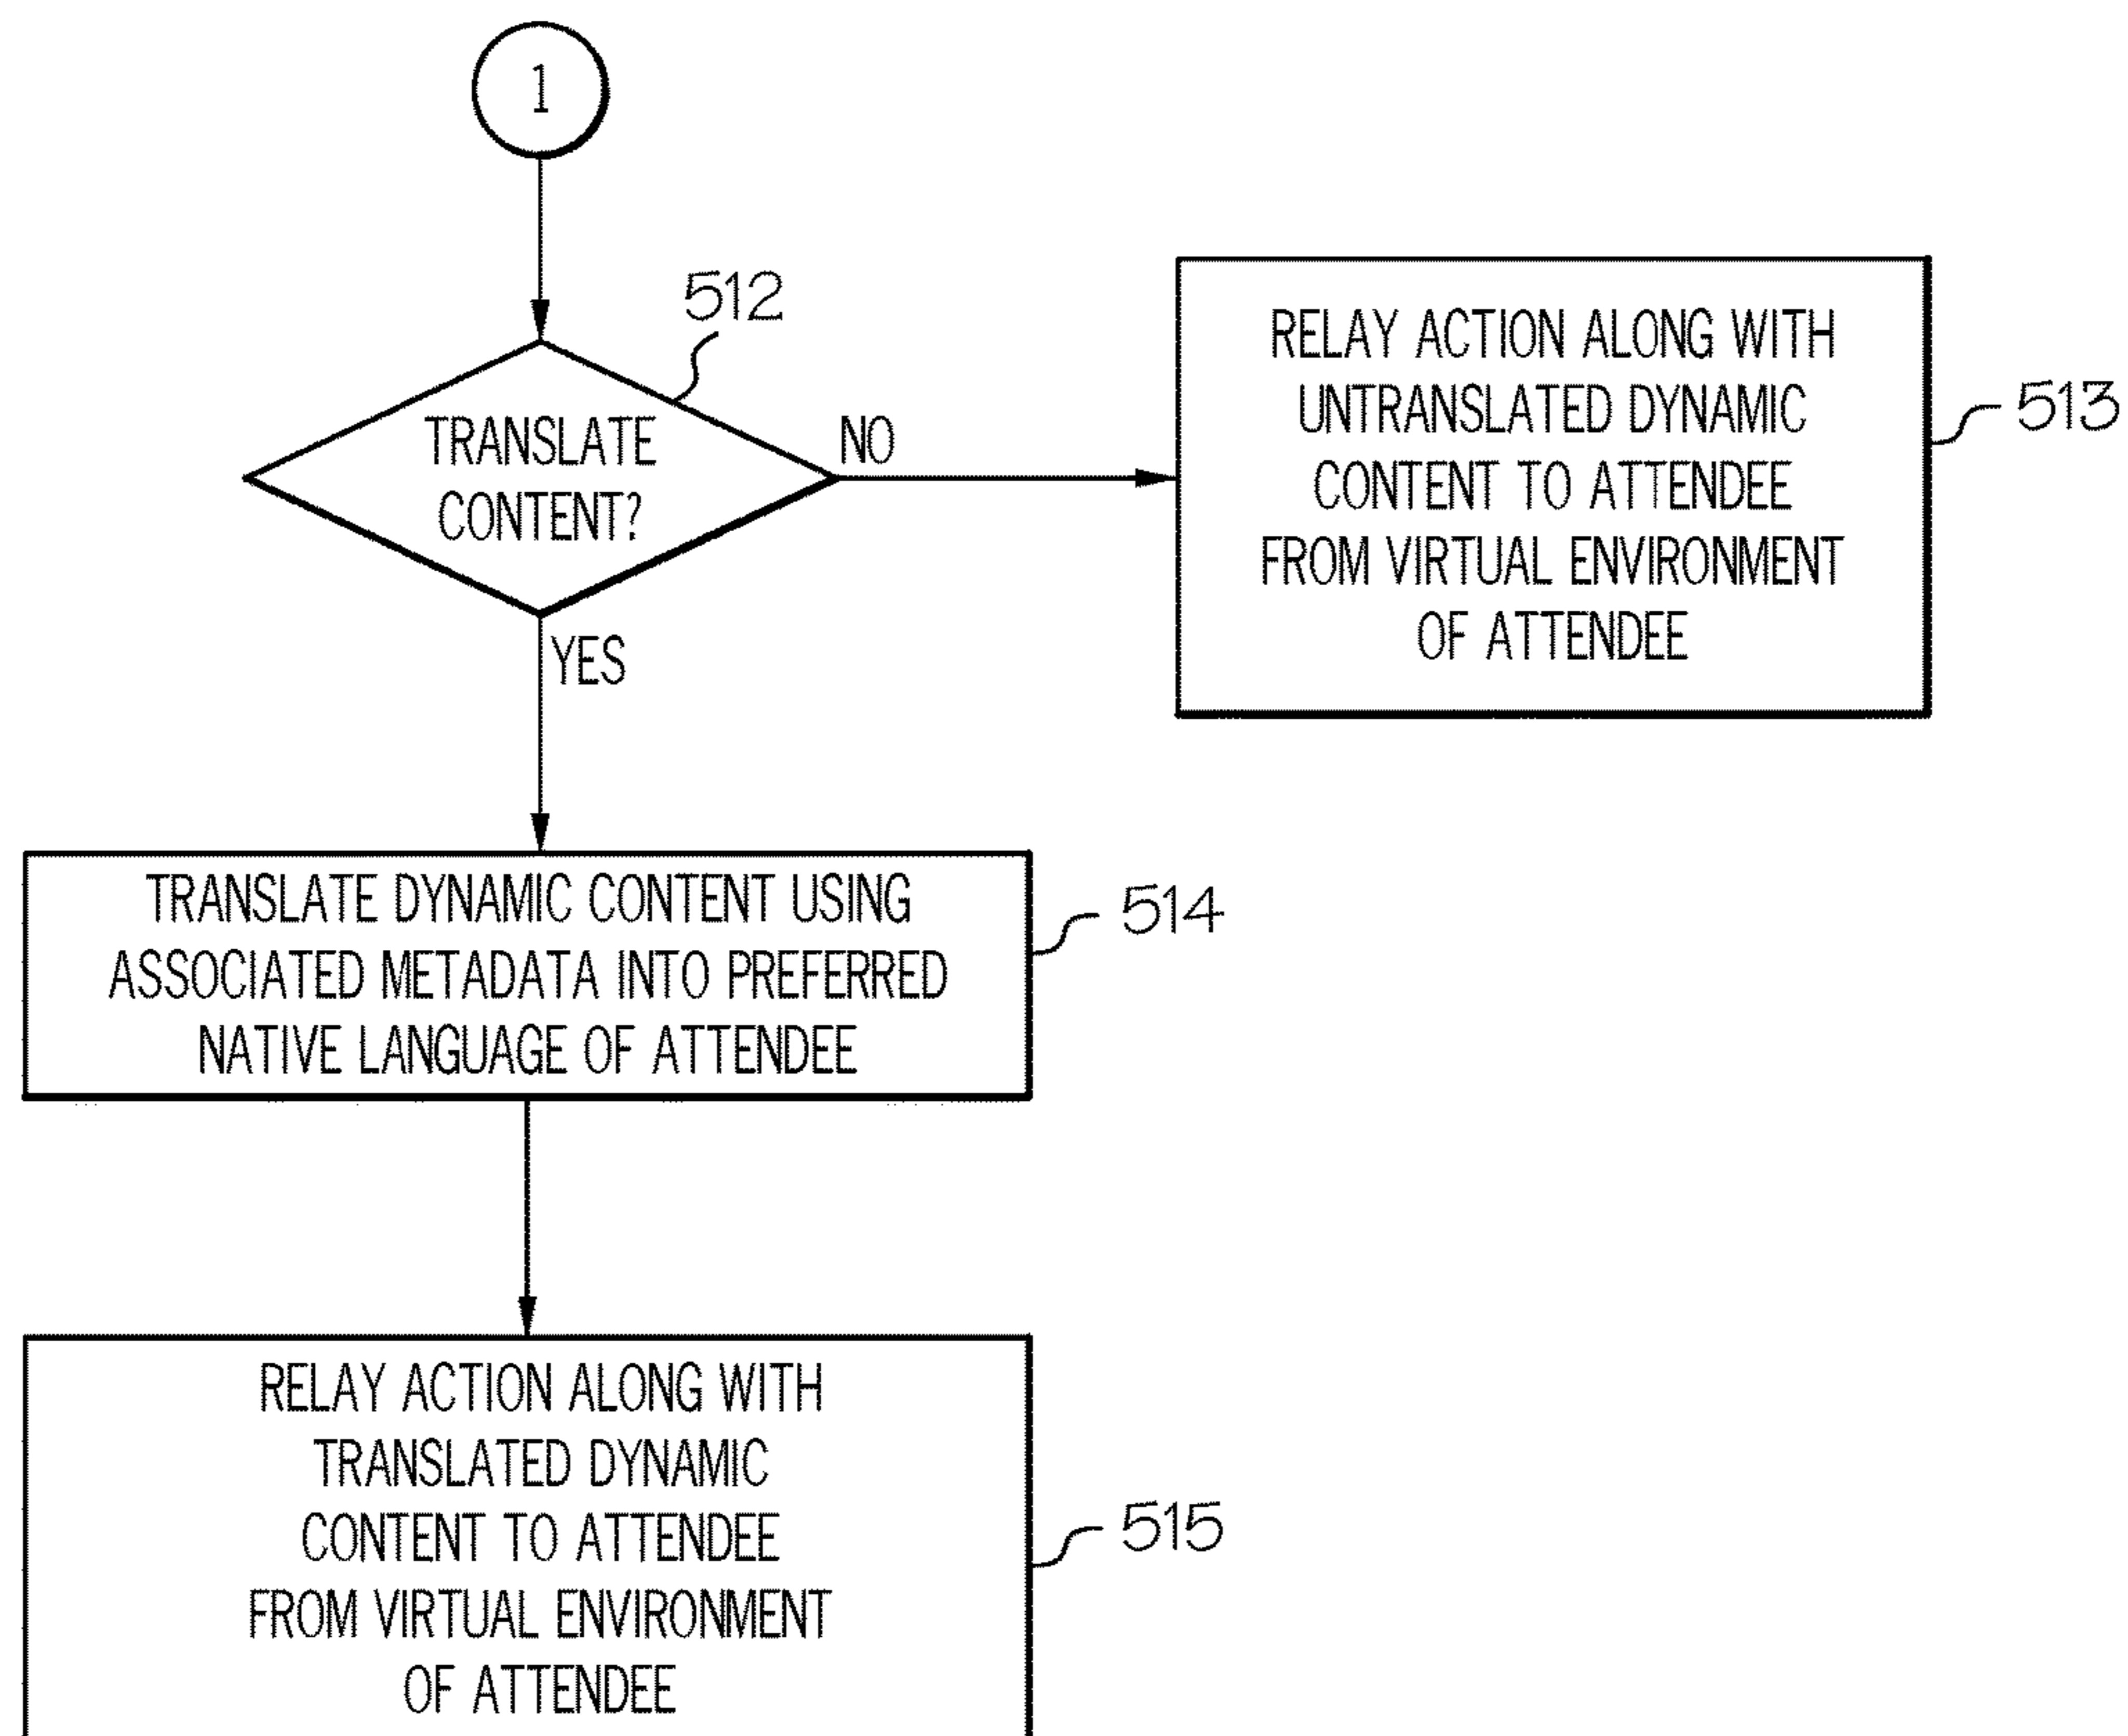 1
512
TRANSLATE
CONTENT?
NO
YES
RELAY ACTION ALONG WITH
UNTRANSLATED DYNAMIC
CONTENT TO ATTENDEE
FROM VIRTUAL ENVIRONMENT
OF ATTENDEE
513
TRANSLATE DYNAMIC CONTENT USING
ASSOCIATED METADATA INTO PREFERRED
NATIVE LANGUAGE OF ATTENDEE
514
RELAY ACTION ALONG WITH
TRANSLATED DYNAMIC
CONTENT TO ATTENDEE
FROM VIRTUAL ENVIRONMENT
OF ATTENDEE
515